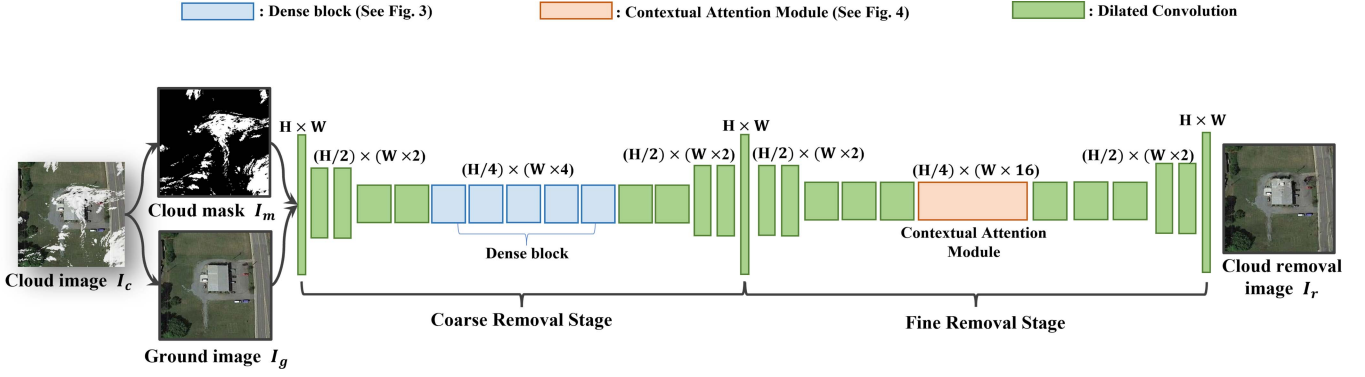 : Dense block (See Fig. 3)
: Contextual Attention Module (See Fig. 4)
: Dilated Convolution
H × W
H × W
H × W
(H/2) × (W ×2)
(H/4) × (W ×4)
(H/2) × (W ×2)
(H/2) × (W ×2)
(H/4) × (W × 16)
(H/2) × (W ×2)
Cloud mask I_m
Dense block
Contextual Attention
Module
Cloud image I_c
Cloud removal
image I_r
Coarse Removal Stage
Fine Removal Stage
Ground image I_g